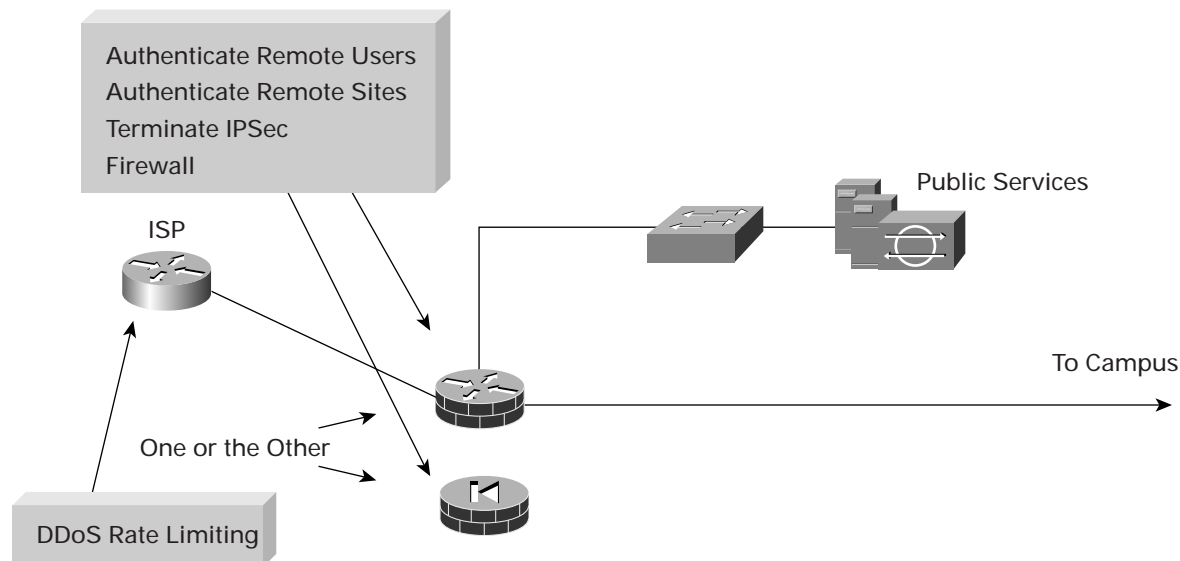 Authenticate Remote Users
Authenticate Remote Sites
Terminate IPSec
Firewall
Public Services
ISP
To Campus
One or the Other
DDoS Rate Limiting